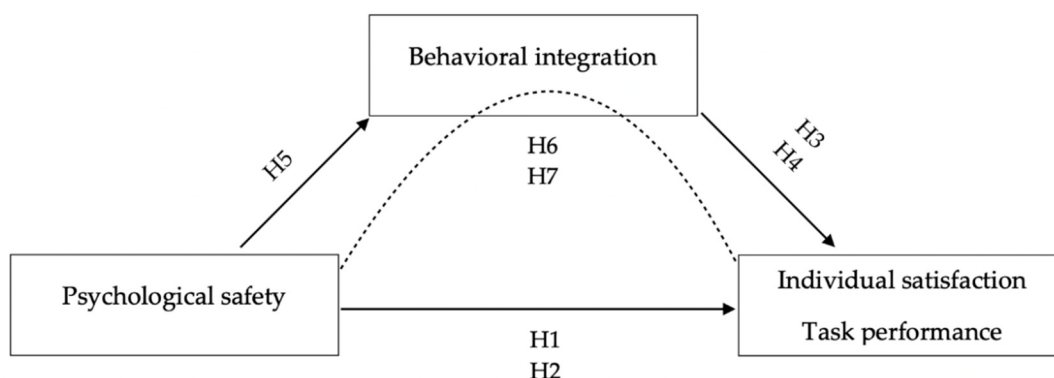 Behavioral integration
H3
H4
H5
H6
H7
Psychological safety
Individual satisfaction
Task performance
H1
H2